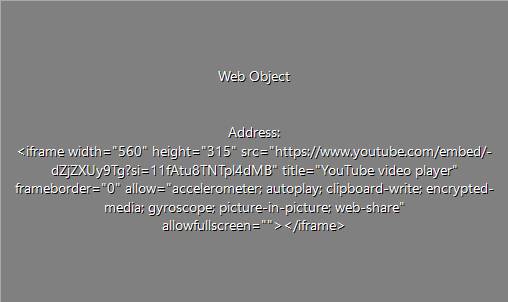 Web Object
Address:
<iframe width="560" height="315" src="https://www.youtube.com/embed/-
dZJZXUy9Tg?si=11fAtu8TNTpl4dMB" title="YouTube video player"
frameborder="0" allow="accelerometer; autoplay; clipboard-write; encrypted-
media; gyroscope; picture-in-picture; web-share"
allowfullscreen=""></iframe>